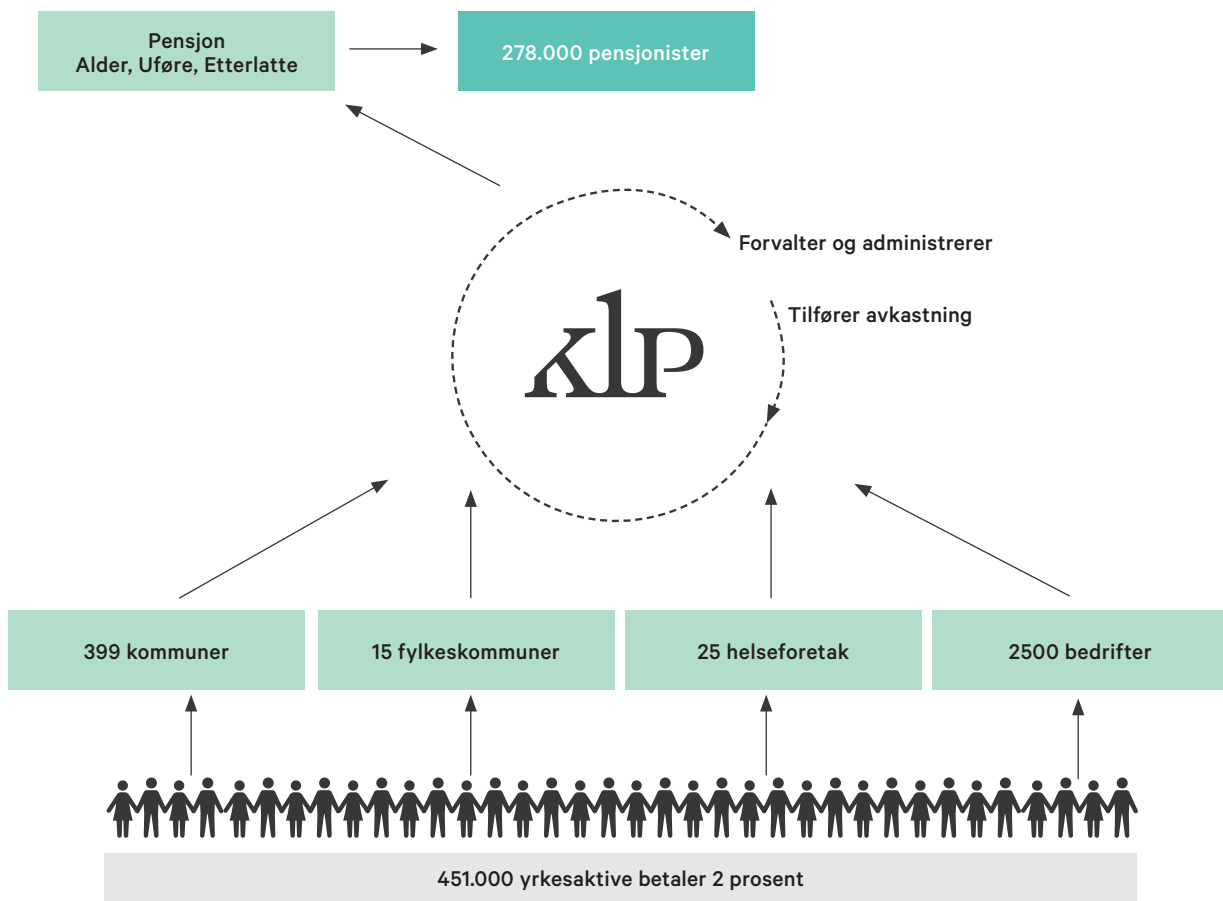 Pensjon
Alder, Uføre, Etterlatte
278.000 pensjonister
Forvalter og administrerer
Tilfører avkastning
KLP
399 kommuner
15 fylkeskommuner
25 helseforetak
2500 bedrifter
451.000 yrkesaktive betaler 2 prosent